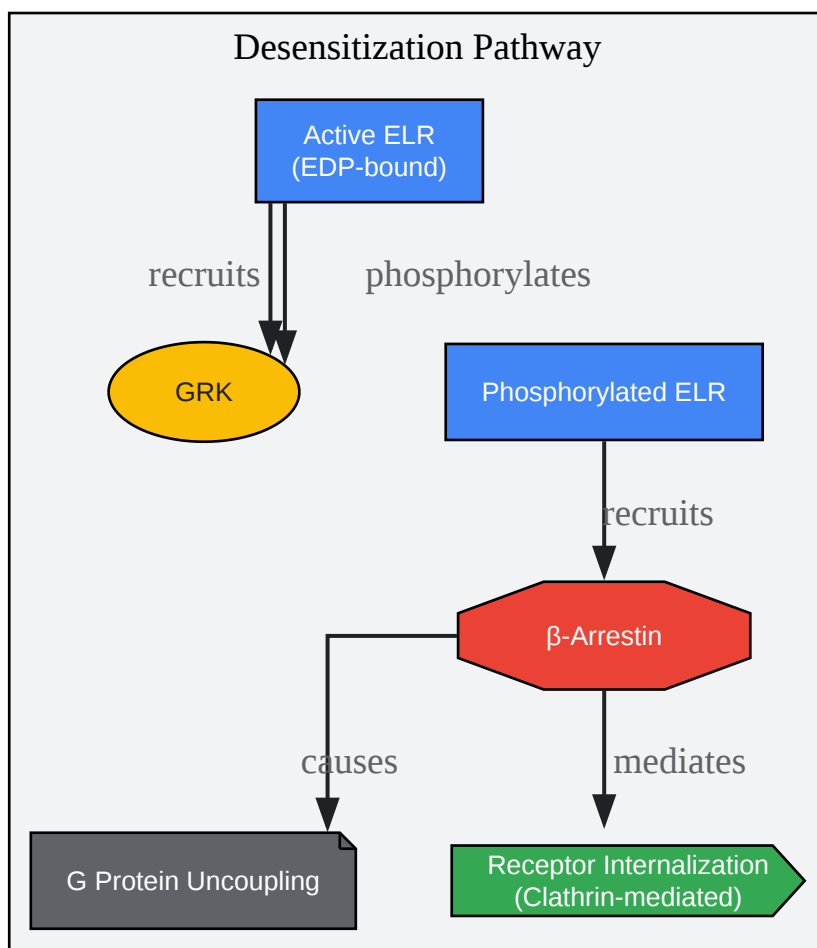 Desensitization Pathway
Active ELR
(EDP-bound)
recruits
phosphorylates
GRK
Phosphorylated ELR
recruits
β-Arrestin
causes
mediates
G Protein Uncoupling
Receptor Internalization
(Clathrin-mediated)